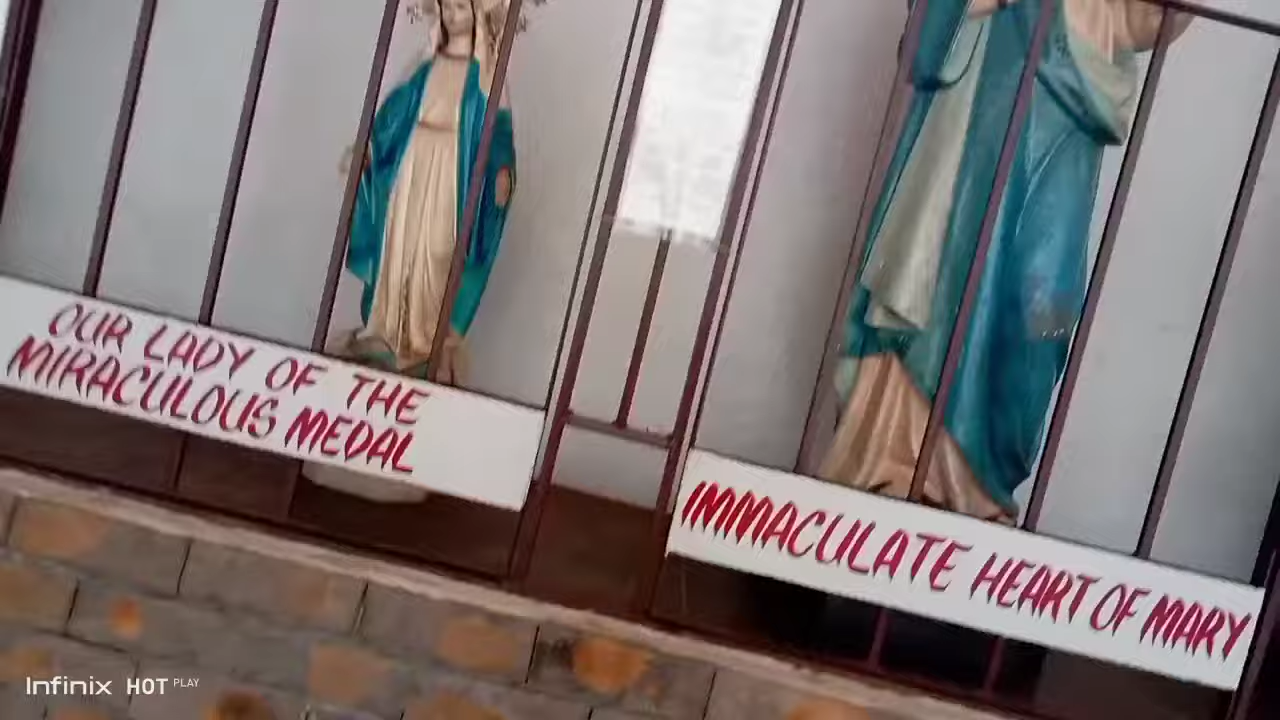 OUR LADY OF THE
MIRACULOUS MEDAL
IMMACULATE HEART OF MARY
Infinix HOT PLAY